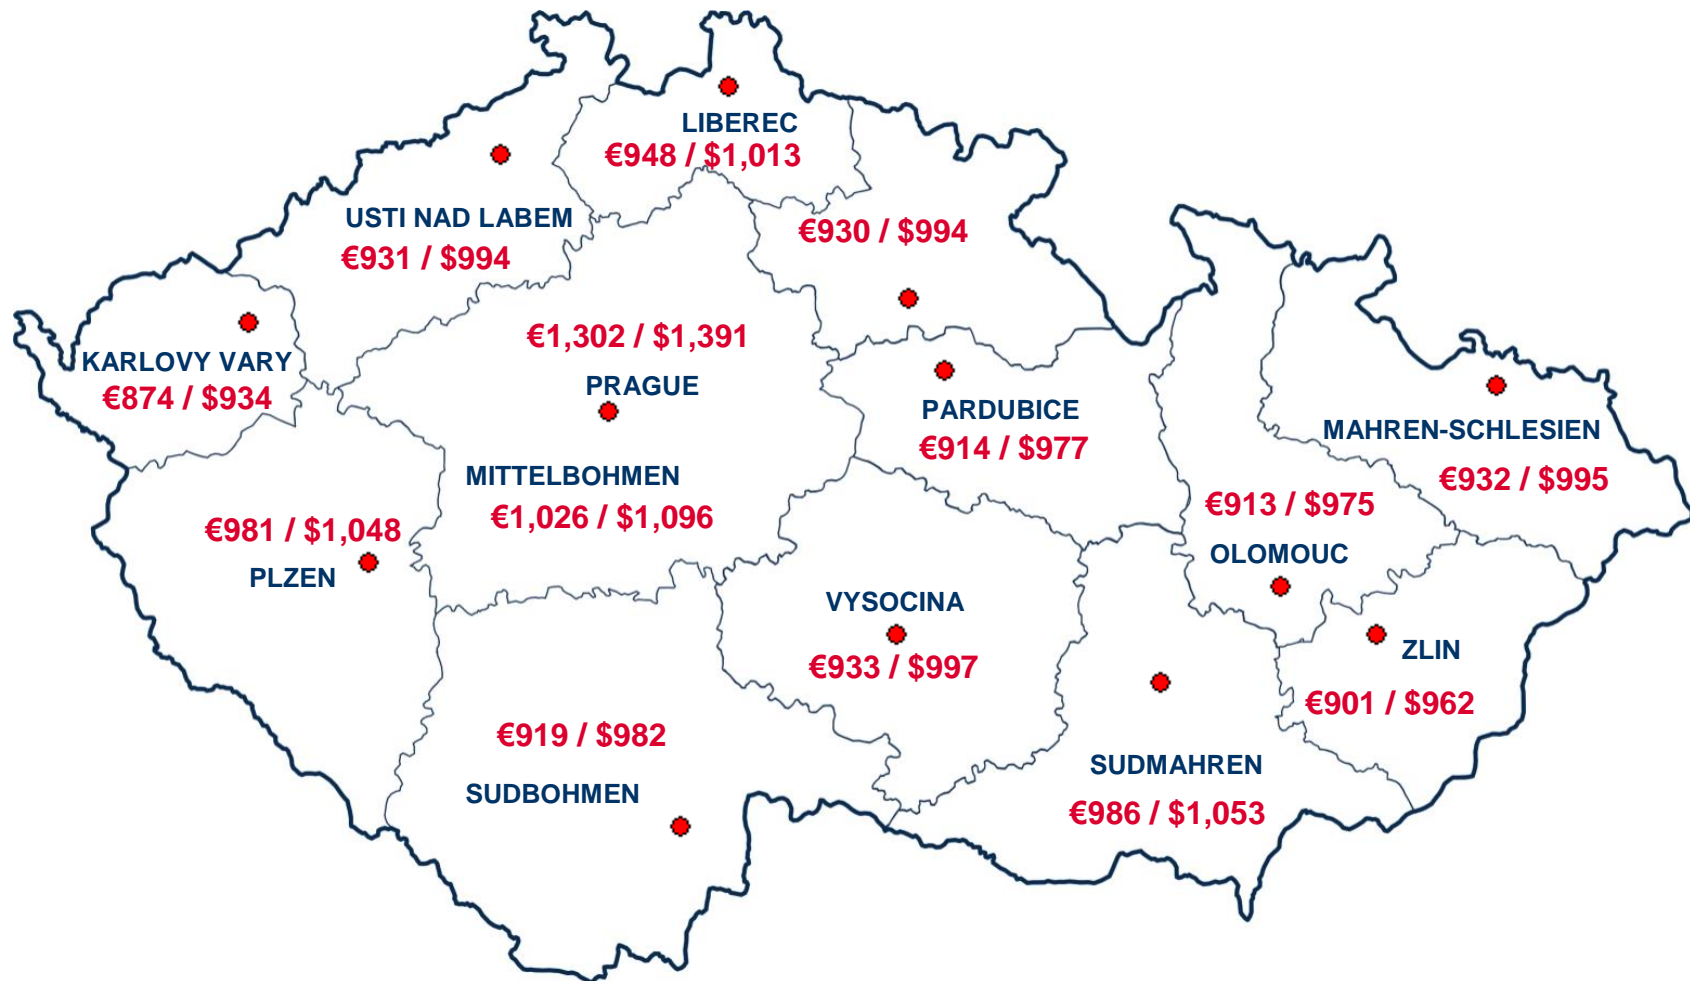 LIBEREC
€948 / $1,013
USTI NAD LABEM
€931 / $994
€930 / $994
KARLOVY VARY
€874 / $934
€1,302 / $1,391
PRAGUE
PARDUBICE
€914 / $977
MAHREN-SCHLESIEN
€932 / $995
MITTELBOHMEN
€1,026 / $1,096
€913 / $975
OLOMOUC
€981 / $1,048
PLZEN
VYSOCINA
€933 / $997
ZLIN
€901 / $962
€919 / $982
SUDBOHMEN
SUDMAHREN
€986 / $1,053